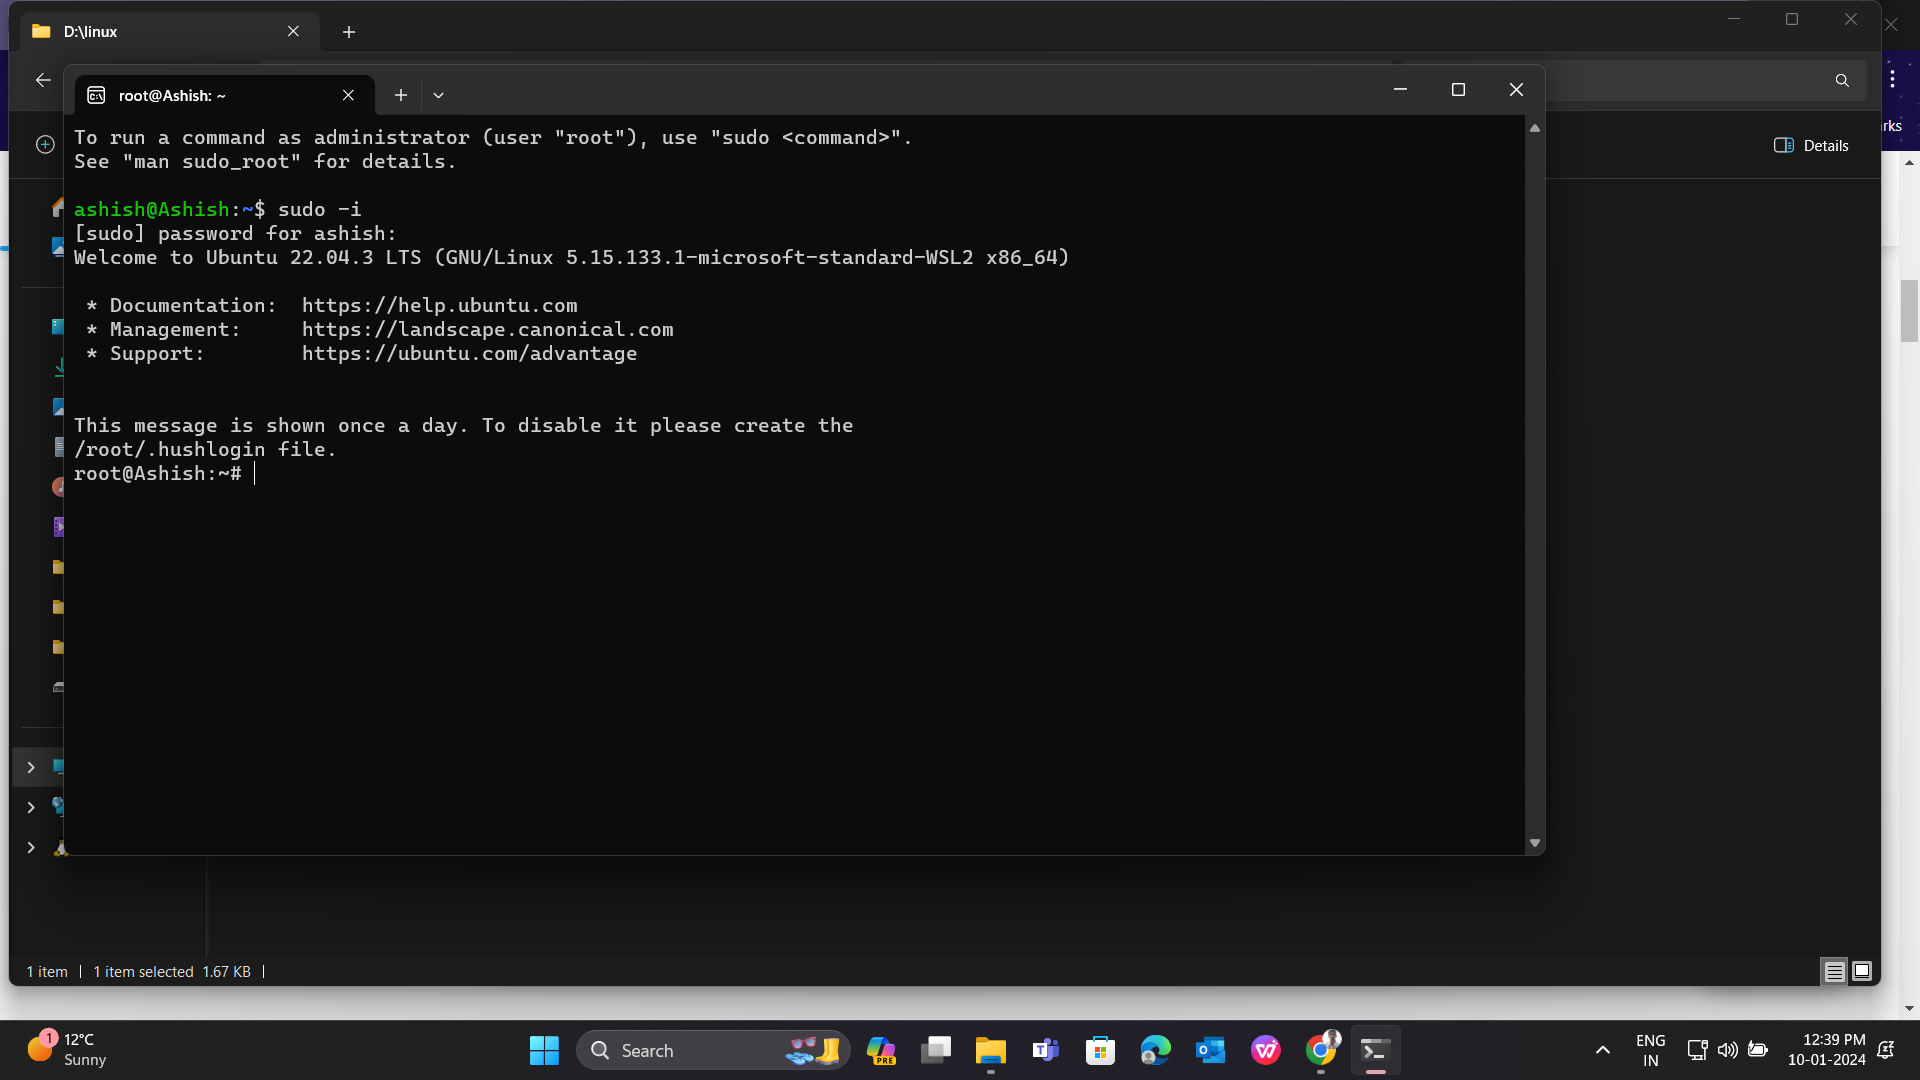 D:\linux
root@Ashish: ~
rks
Details
To run a command as administrator (user "root"), use "sudo <command>".
See "man sudo_root" for details.
ashish@Ashish:~$ sudo -i
[sudo] password for ashish:
Welcome to Ubuntu 22.04.3 LTS (GNU/Linux 5.15.133.1-microsoft-standard-WSL2 x86_64)
* Documentation:  https://help.ubuntu.com
* Management:     https://landscape.canonical.com
* Support:        https://ubuntu.com/advantage
This message is shown once a day. To disable it please create the
/root/.hushlogin file.
root@Ashish:~#
1 item | 1 item selected 1.67 KB |
1
12°C
Sunny
Search
PRE
ENG
IN
12:39 PM
10-01-2024